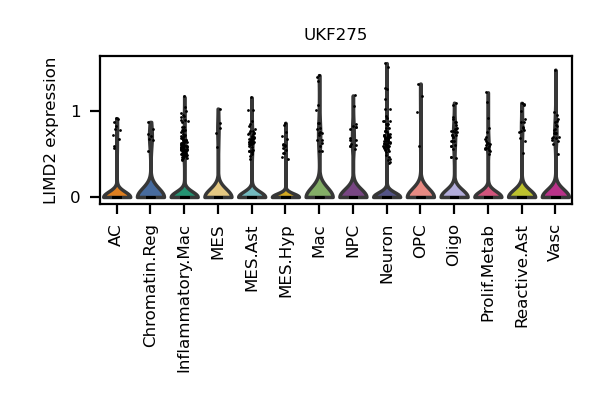 UKF275
LIMD2 expression
1
0
AC
Chromatin.Reg
Inflammatory.Mac
MES
MES.Ast
MES.Hyp
Mac
NPC
Neuron
OPC
Oligo
Prolif.Metab
Reactive.Ast
Vasc